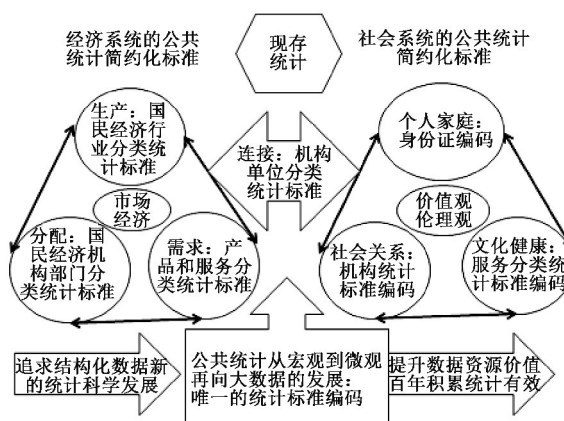 经济系统的公共
统计简约化标准
现存
统计
社会系统的公共统计
简约化标准
生产：国
民经济行
业分类统
计标准
连接：机构
单位分类
统计标准
个人家庭：
身份证编码
市场
经济
价值观
伦理观
分配：国
民经济机
构部门分
类统计标准
需求：产
品和服务分
类统计标准
社会关系：
机构统计
标准编码
文化健康：
服务分类统
计标准编码
追求结构化数据新
的统计科学发展
公共统计从宏观到微观
再向大数据的发展：
唯一的统计标准编码
提升数据资源价值
百年积累统计有效